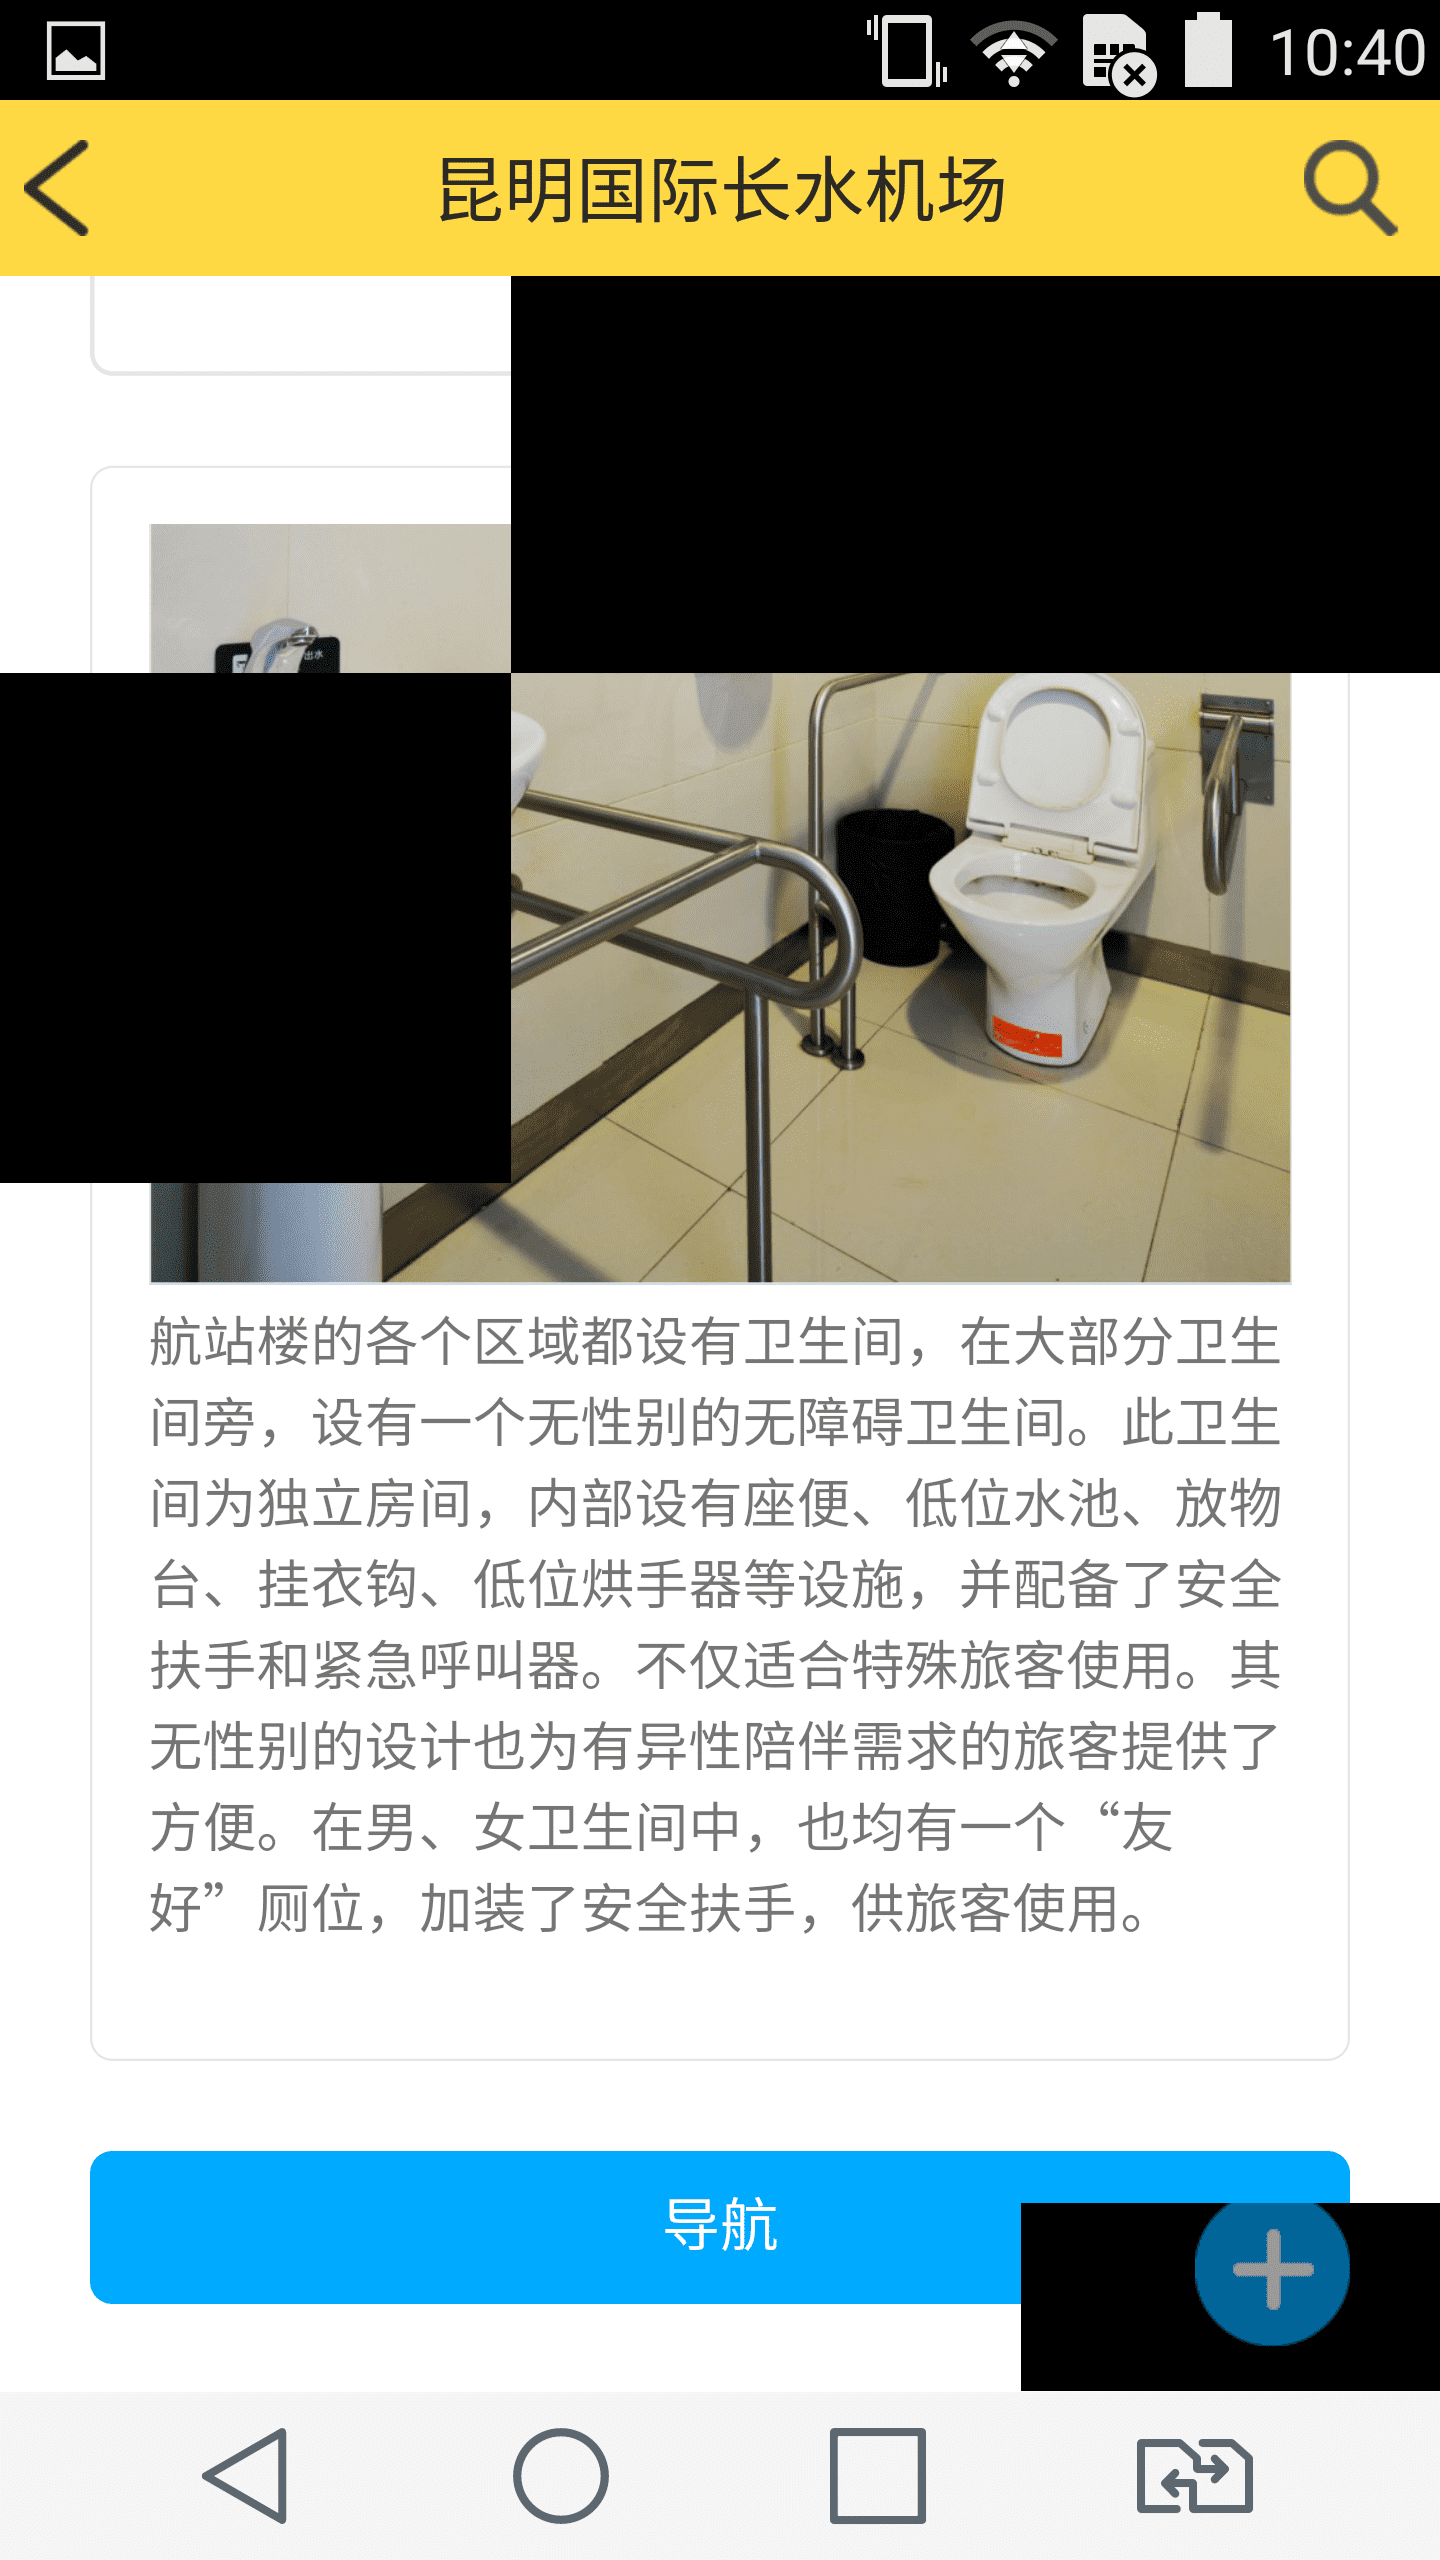 10:40
昆明国际长水机场
出水
航站楼的各个区域都设有卫生间，在大部分卫生
间旁，设有一个无性别的无障碍卫生间。此卫生
间为独立房间，内部设有座便、低位水池、放物
台、挂衣钩、低位烘手器等设施，并配备了安全
扶手和紧急呼叫器。不仅适合特殊旅客使用。其
无性别的设计也为有异性陪伴需求的旅客提供了
方便。在男、女卫生间中，也均有一个“友
好”厕位，加装了安全扶手，供旅客使用。
导航